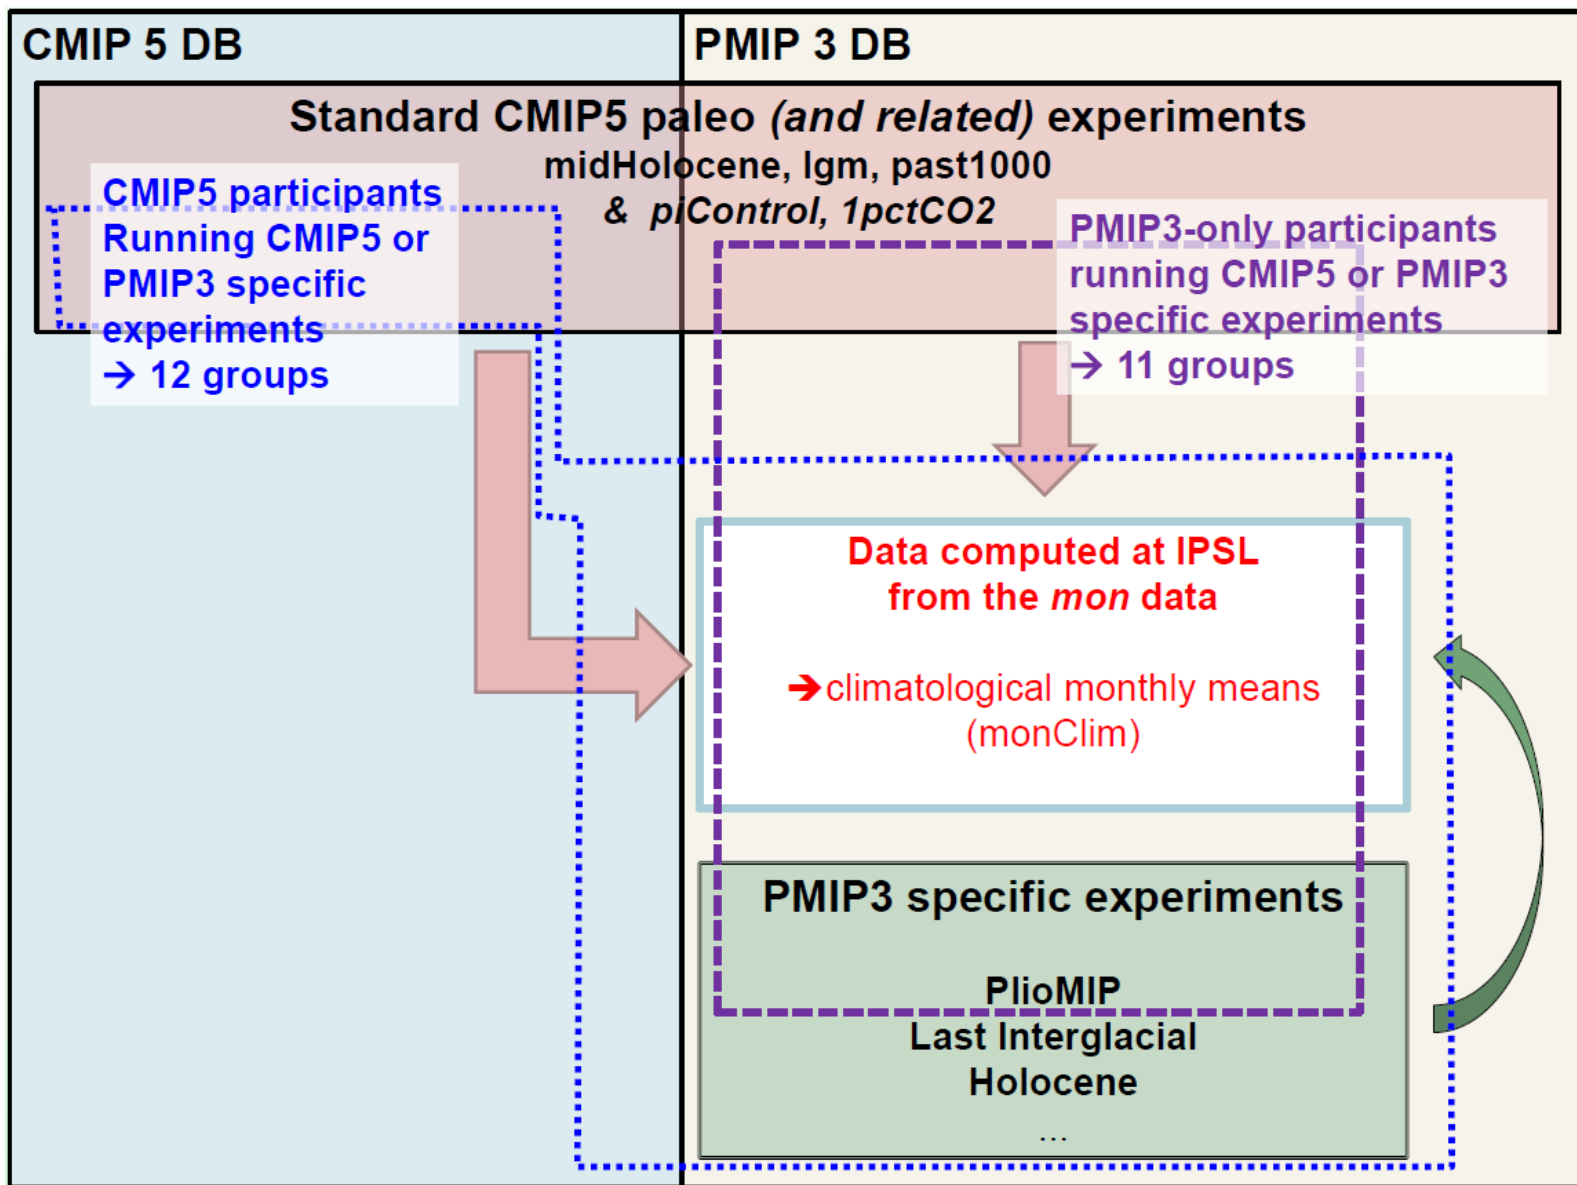 CMIP 5 DB
PMIP 3 DB
Standard CMIP5 paleo (and related) experiments
midHolocene, lgm, past1000
& piControl, 1pctCO2
CMIP5 participants
Running CMIP5 or
PMIP3 specific
experiments
→ 12 groups
PMIP3-only participants
running CMIP5 or PMIP3
specific experiments
→ 11 groups
Data computed at IPSL
from the mon data
→climatological monthly means
(monClim)
PMIP3 specific experiments
PlioMIP
Last Interglacial
Holocene
...